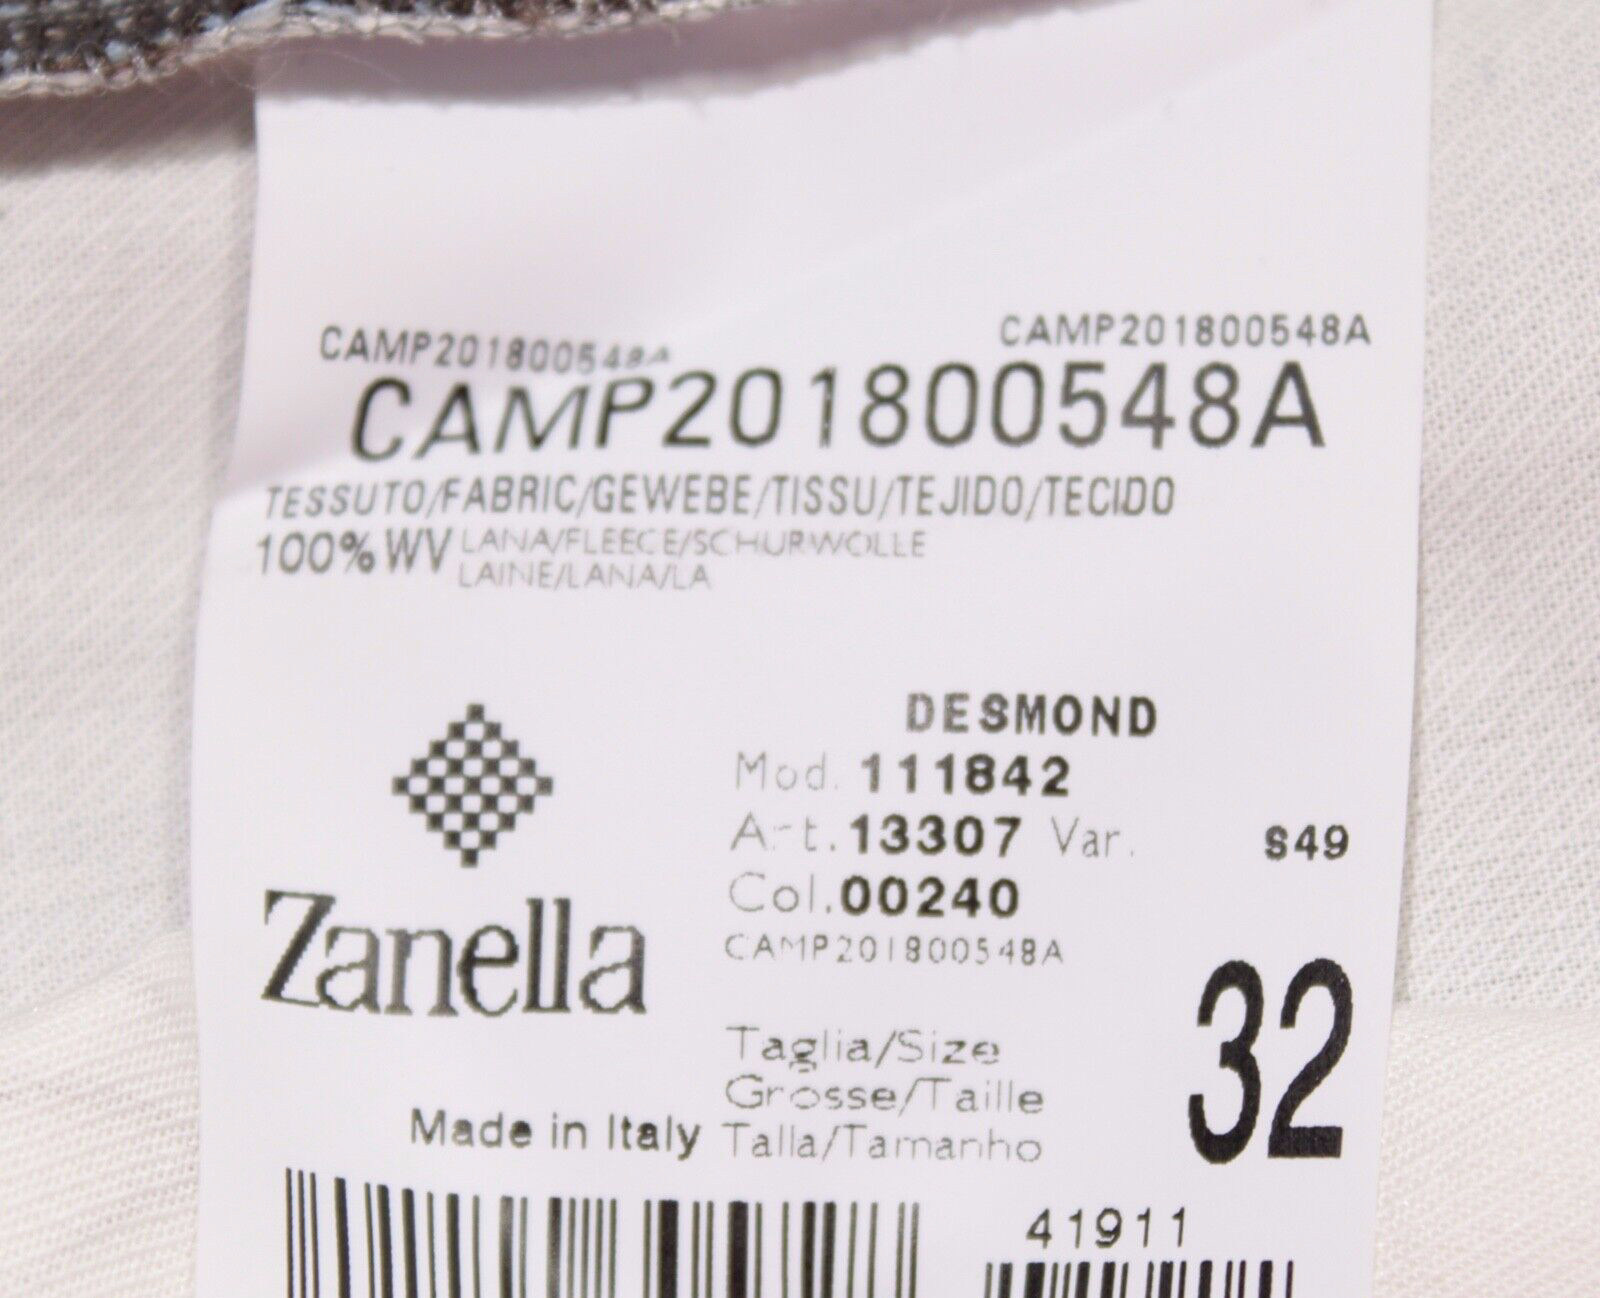 CAMP201800548A
CAMP201800548A
CAMP201800548A
TESSUTO/FABRIC/GEWEBE/TISSU/TEJIDO/TECIDO
100% WV LANA/FLEECE/SCHURWOLLE
LAINE/LANA/LA
DESMOND
Mod. 111842
Art. 13307 Var. S49
Col. 00240
CAMP201800548A
Zanella
Taglia/Size
Grosse/Taille
Talla/Tamanho
32
Made in Italy
41911